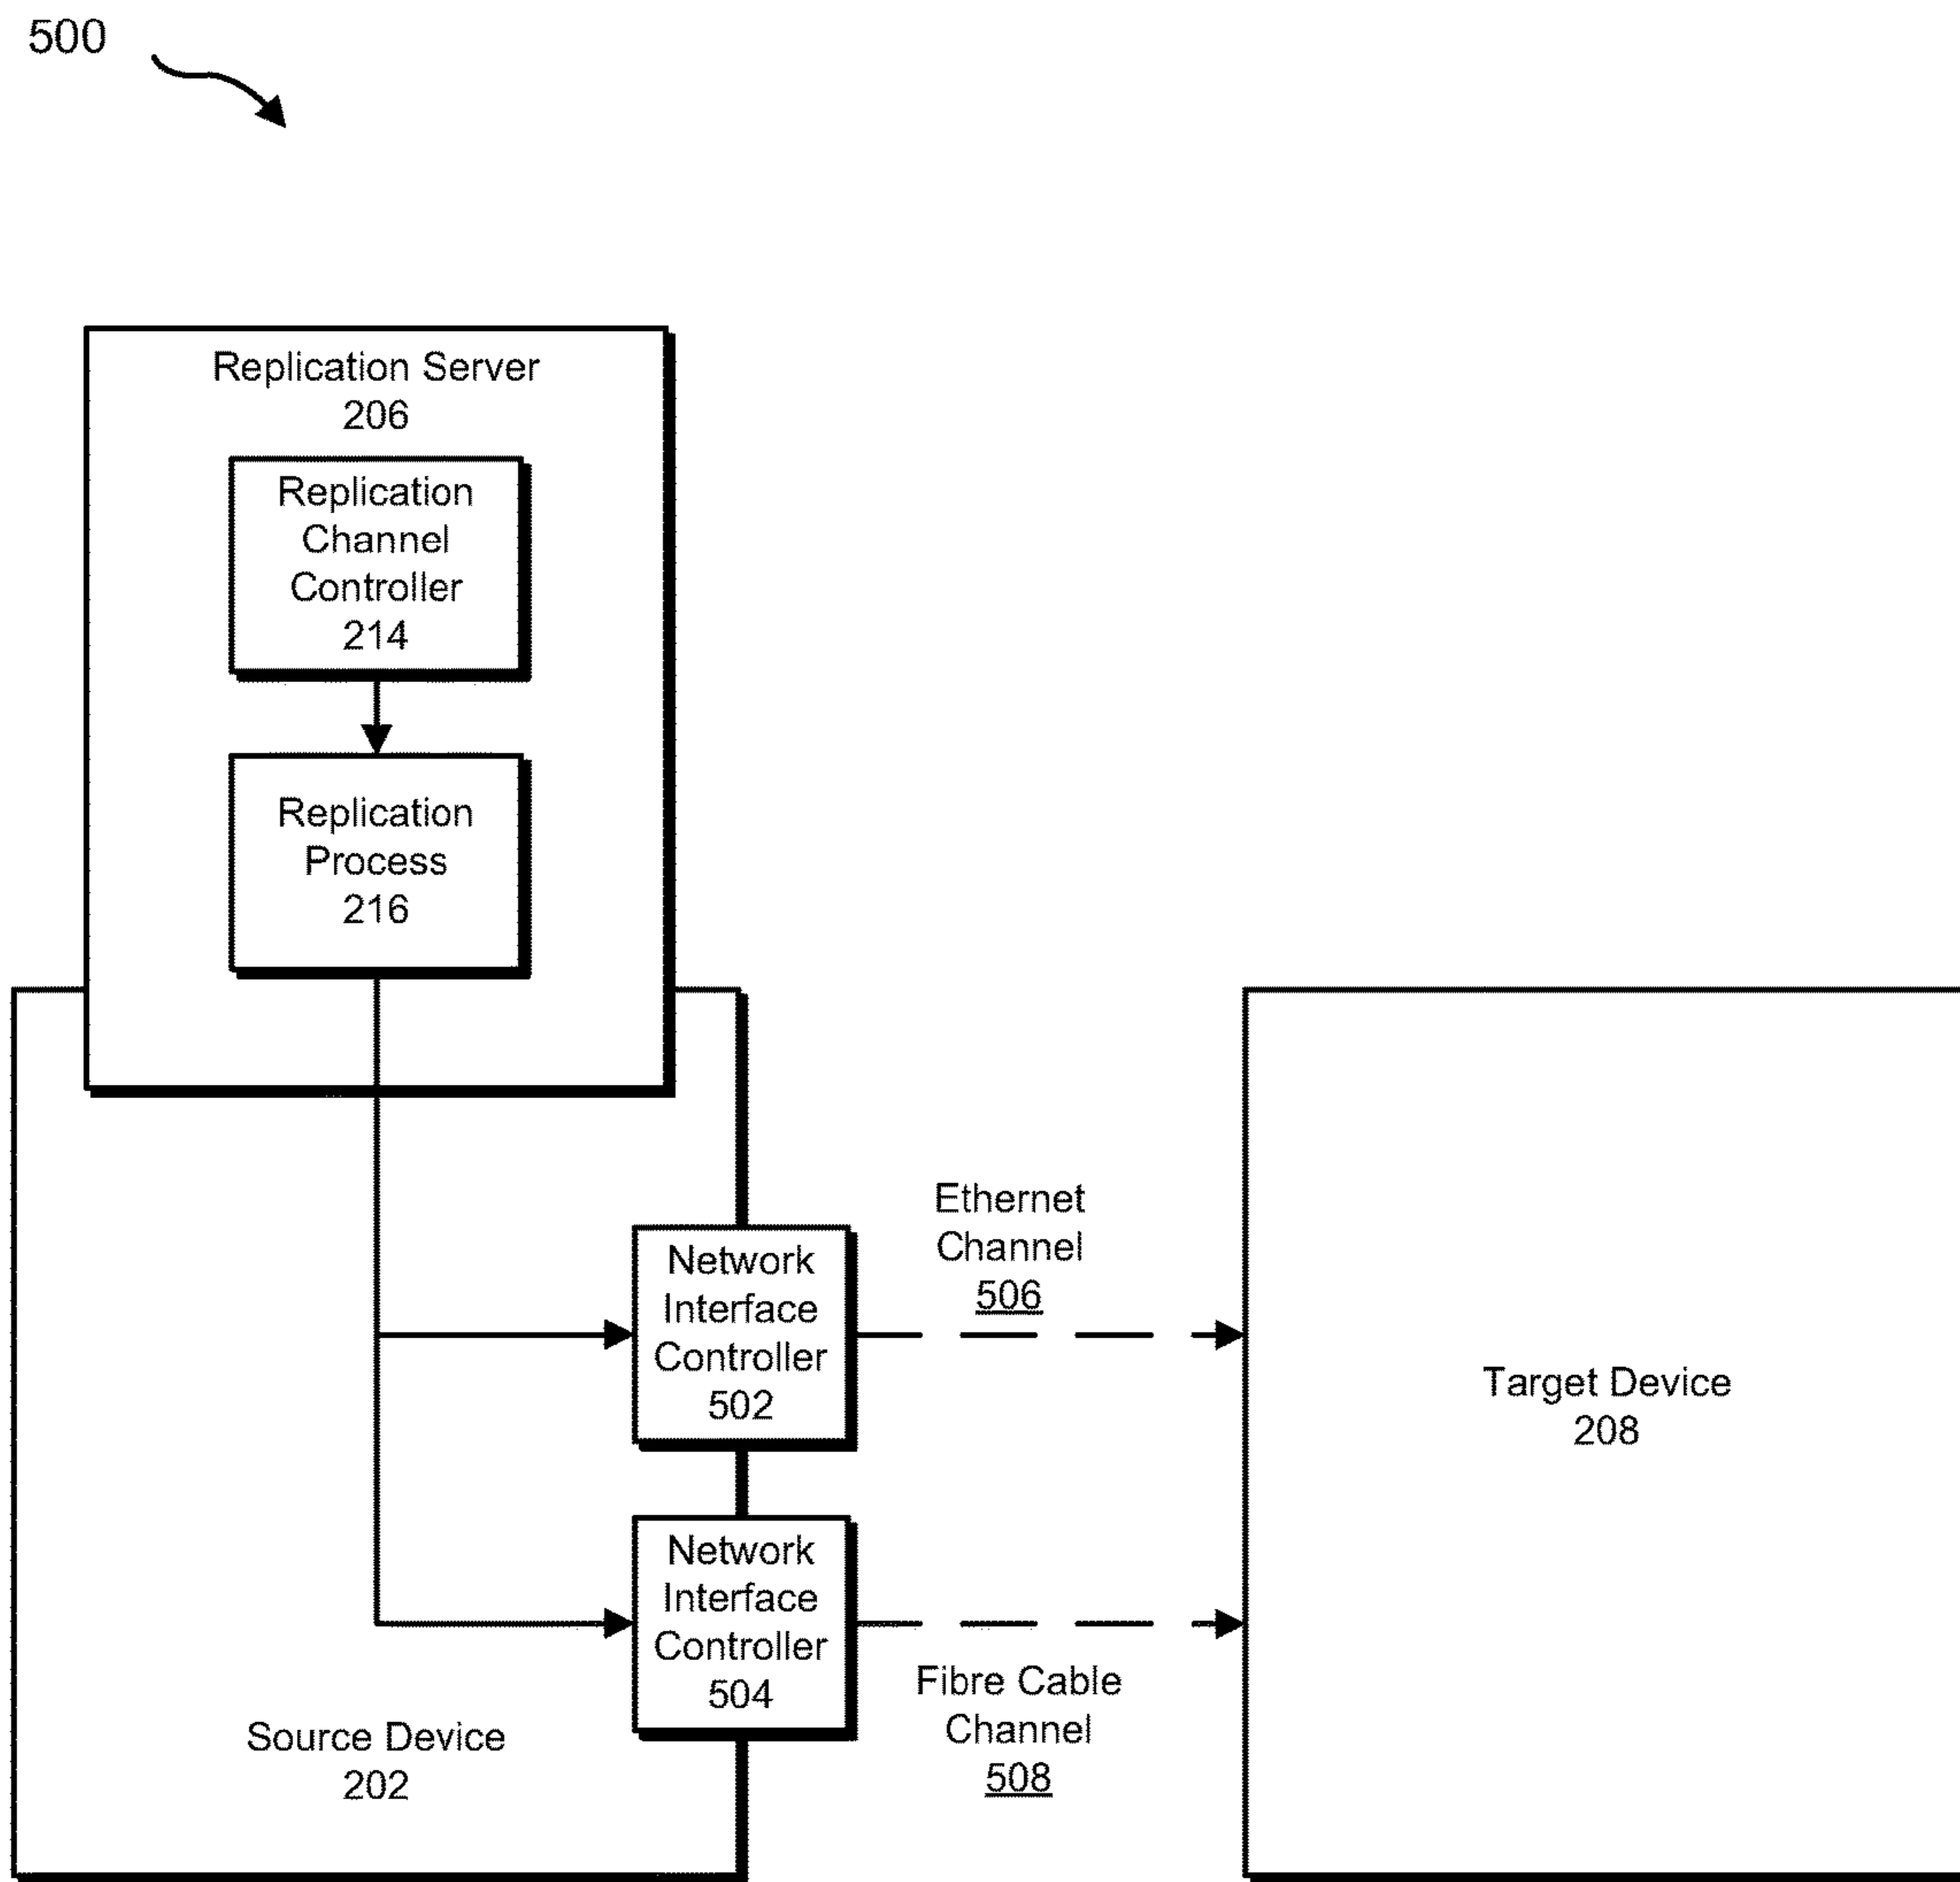 500
Replication Server
206
Replication
Channel
Controller
214
Replication
Process
216
Ethernet
Channel
506
Network
Interface
Controller
502
Target Device
208
Network
Interface
Controller
504
Fibre Cable
Channel
508
Source Device
202